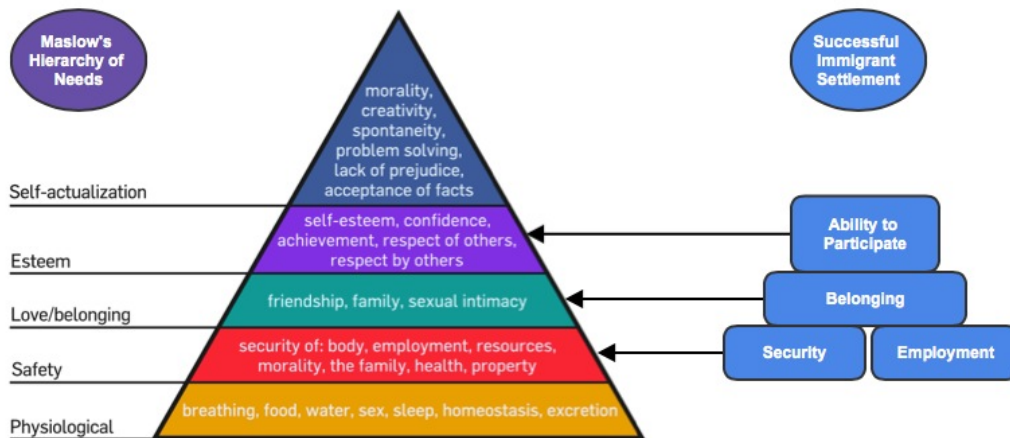 Maslow's
Hierarchy of
Needs
Successful
Immigrant
Settlement
morality,
creativity,
spontaneity,
problem solving,
lack of prejudice,
acceptance of facts
Self-actualization
self-esteem, confidence,
achievement, respect of others,
respect by others
Esteem
Ability to
Participate
friendship, family, sexual intimacy
Love/belonging
Belonging
security of: body, employment, resources,
morality, the family, health, property
Safety
Security
Employment
breathing, food, water, sex, sleep, homeostasis, excretion
Physiological